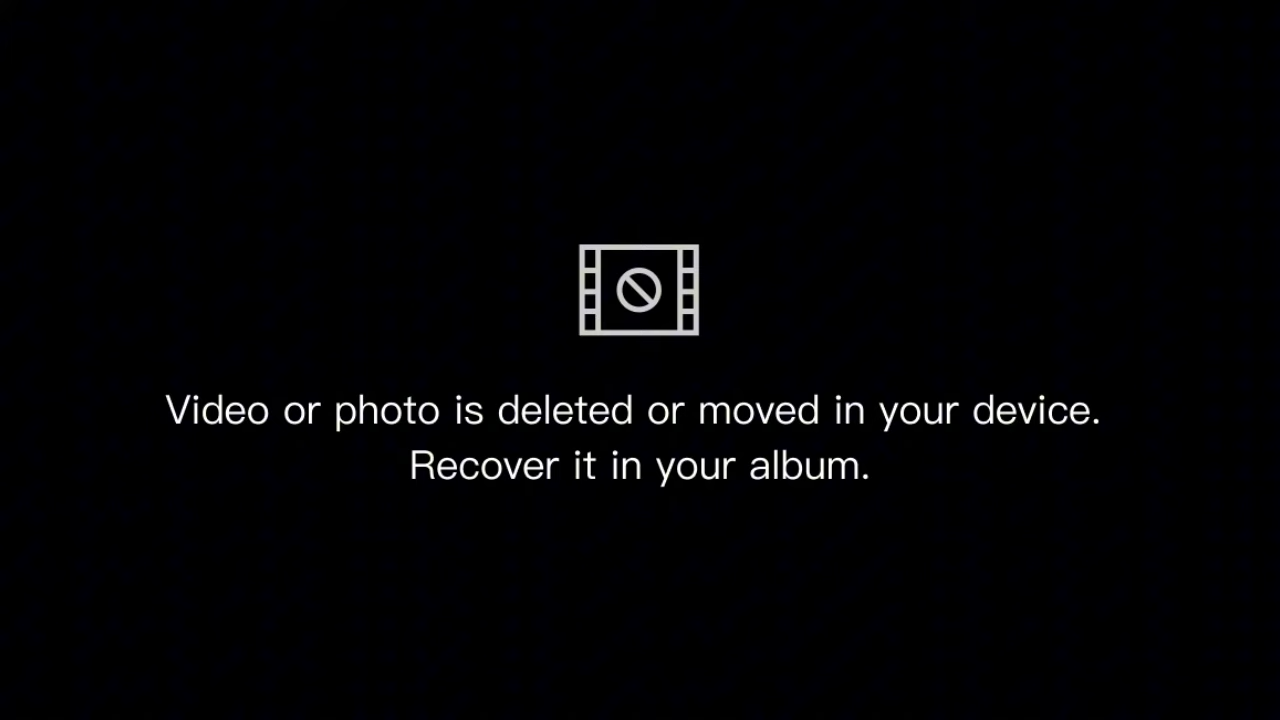 Video or photo is deleted or moved in your device.
Recover it in your album.